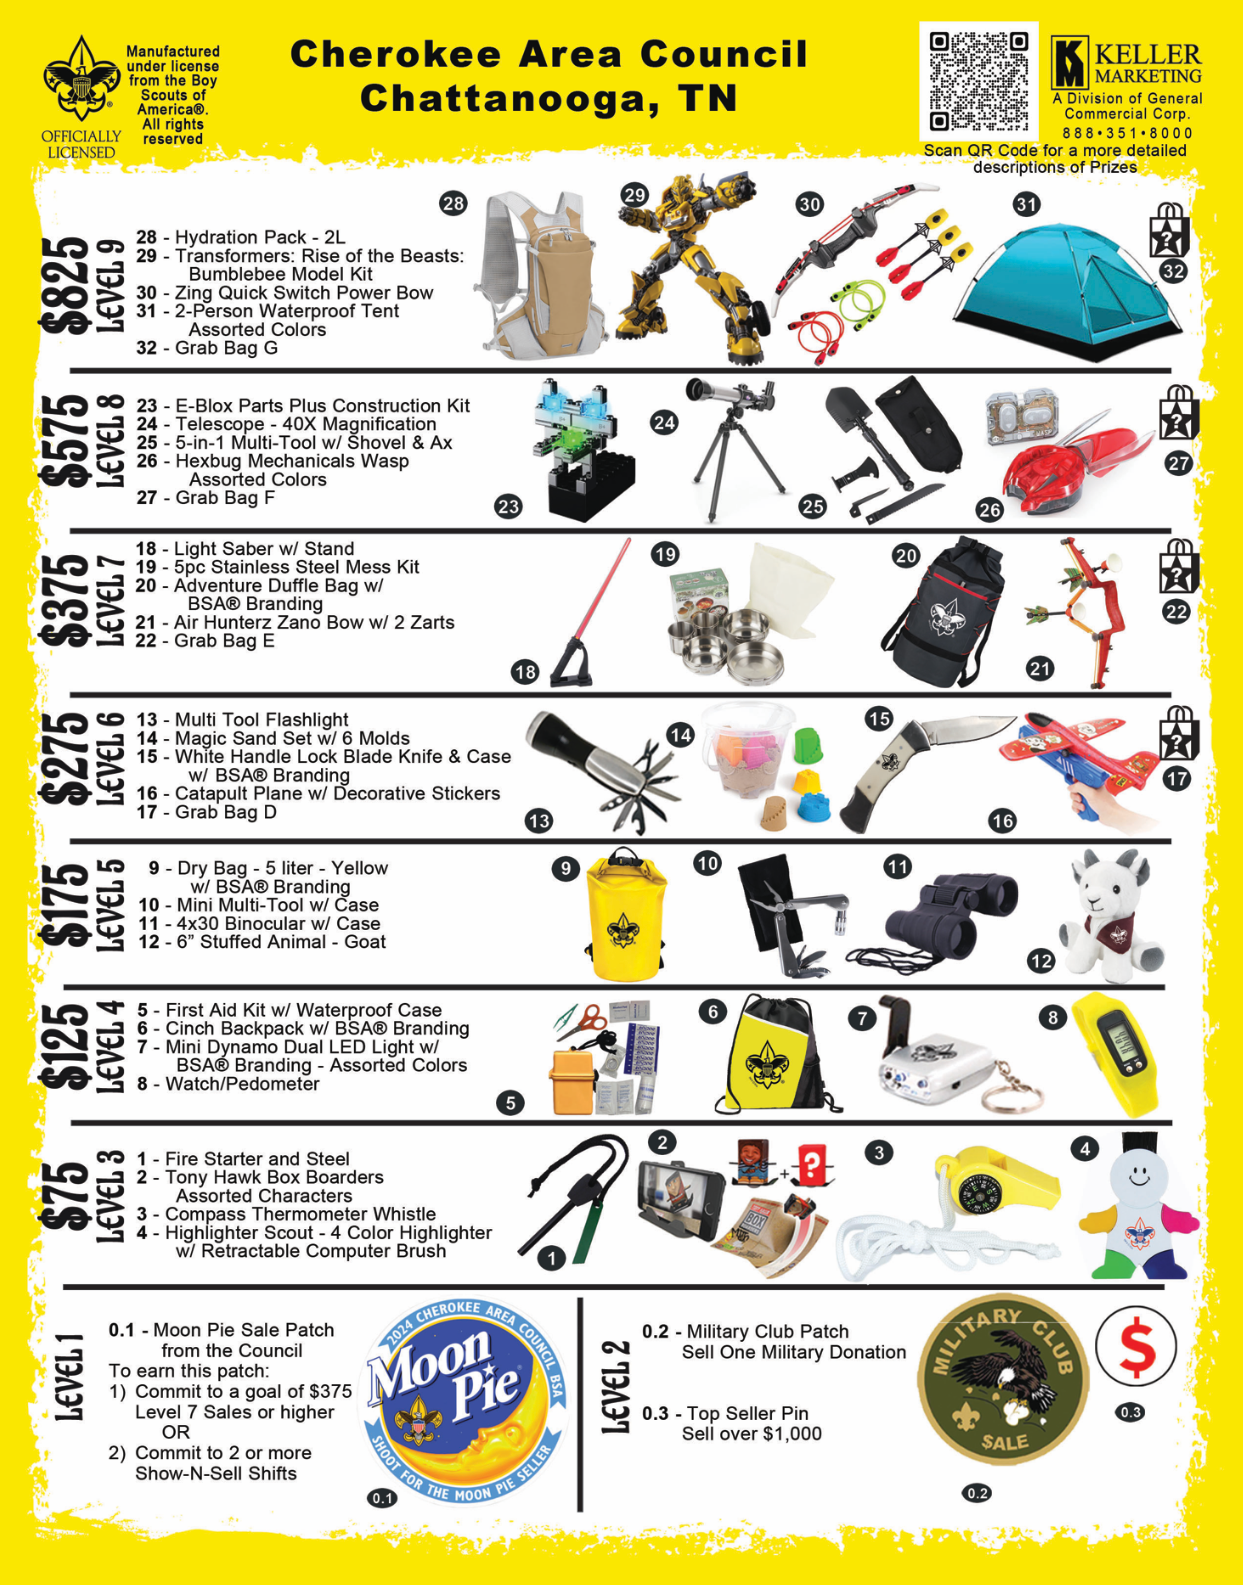 OFFICIALLY
LICENSED
Manufactured
under license
from the Boy
Scouts of
America®.
All rights
reserved
Cherokee Area Council
Chattanooga, TN
KM
KELLER
MARKETING
A Division of General
Commercial Corp.
888•351•8000
Scan QR Code for a more detailed
descriptions of Prizes
$825
LEVEL 9
28 - Hydration Pack - 2L
29 - Transformers: Rise of the Beasts:
Bumblebee Model Kit
30 - Zing Quick Switch Power Bow
31 - 2-Person Waterproof Tent
Assorted Colors
32 - Grab Bag G
28
29
30
31
?
32
$575
LEVEL 8
23 - E-Blox Parts Plus Construction Kit
24 - Telescope - 40X Magnification
25 - 5-in-1 Multi-Tool w/ Shovel & Ax
26 - Hexbug Mechanicals Wasp
Assorted Colors
27 - Grab Bag F
23
24
25
26
?
27
$375
LEVEL 7
18 - Light Saber w/ Stand
19 - 5pc Stainless Steel Mess Kit
20 - Adventure Duffle Bag w/
BSA® Branding
21 - Air Hunterz Zano Bow w/ 2 Zarts
22 - Grab Bag E
18
19
20
21
?
22
$275
LEVEL 6
13 - Multi Tool Flashlight
14 - Magic Sand Set w/ 6 Molds
15 - White Handle Lock Blade Knife & Case
w/ BSA® Branding
16 - Catapult Plane w/ Decorative Stickers
17 - Grab Bag D
13
14
15
16
?
17
$175
LEVEL 5
9 - Dry Bag - 5 liter - Yellow
w/ BSA® Branding
10 - Mini Multi-Tool w/ Case
11 - 4x30 Binocular w/ Case
12 - 6” Stuffed Animal - Goat
9
10
11
12
$125
LEVEL 4
5 - First Aid Kit w/ Waterproof Case
6 - Cinch Backpack w/ BSA® Branding
7 - Mini Dynamo Dual LED Light w/
BSA® Branding - Assorted Colors
8 - Watch/Pedometer
5
6
7
8
$75
LEVEL 3
1 - Fire Starter and Steel
2 - Tony Hawk Box Boarders
Assorted Characters
3 - Compass Thermometer Whistle
4 - Highlighter Scout - 4 Color Highlighter
w/ Retractable Computer Brush
1
2
+
?
BOX
3
4
LEVEL 1
0.1 - Moon Pie Sale Patch
from the Council
To earn this patch:
1) Commit to a goal of $375
Level 7 Sales or higher
OR
2) Commit to 2 or more
Show-N-Sell Shifts
2024 CHEROKEE AREA COUNCIL BSA
Moon
Pie®
SHOOT FOR THE MOON PIE SELLER
0.1
LEVEL 2
0.2 - Military Club Patch
Sell One Military Donation
0.3 - Top Seller Pin
Sell over $1,000
MILITARY CLUB
SALE
0.2
$
0.3